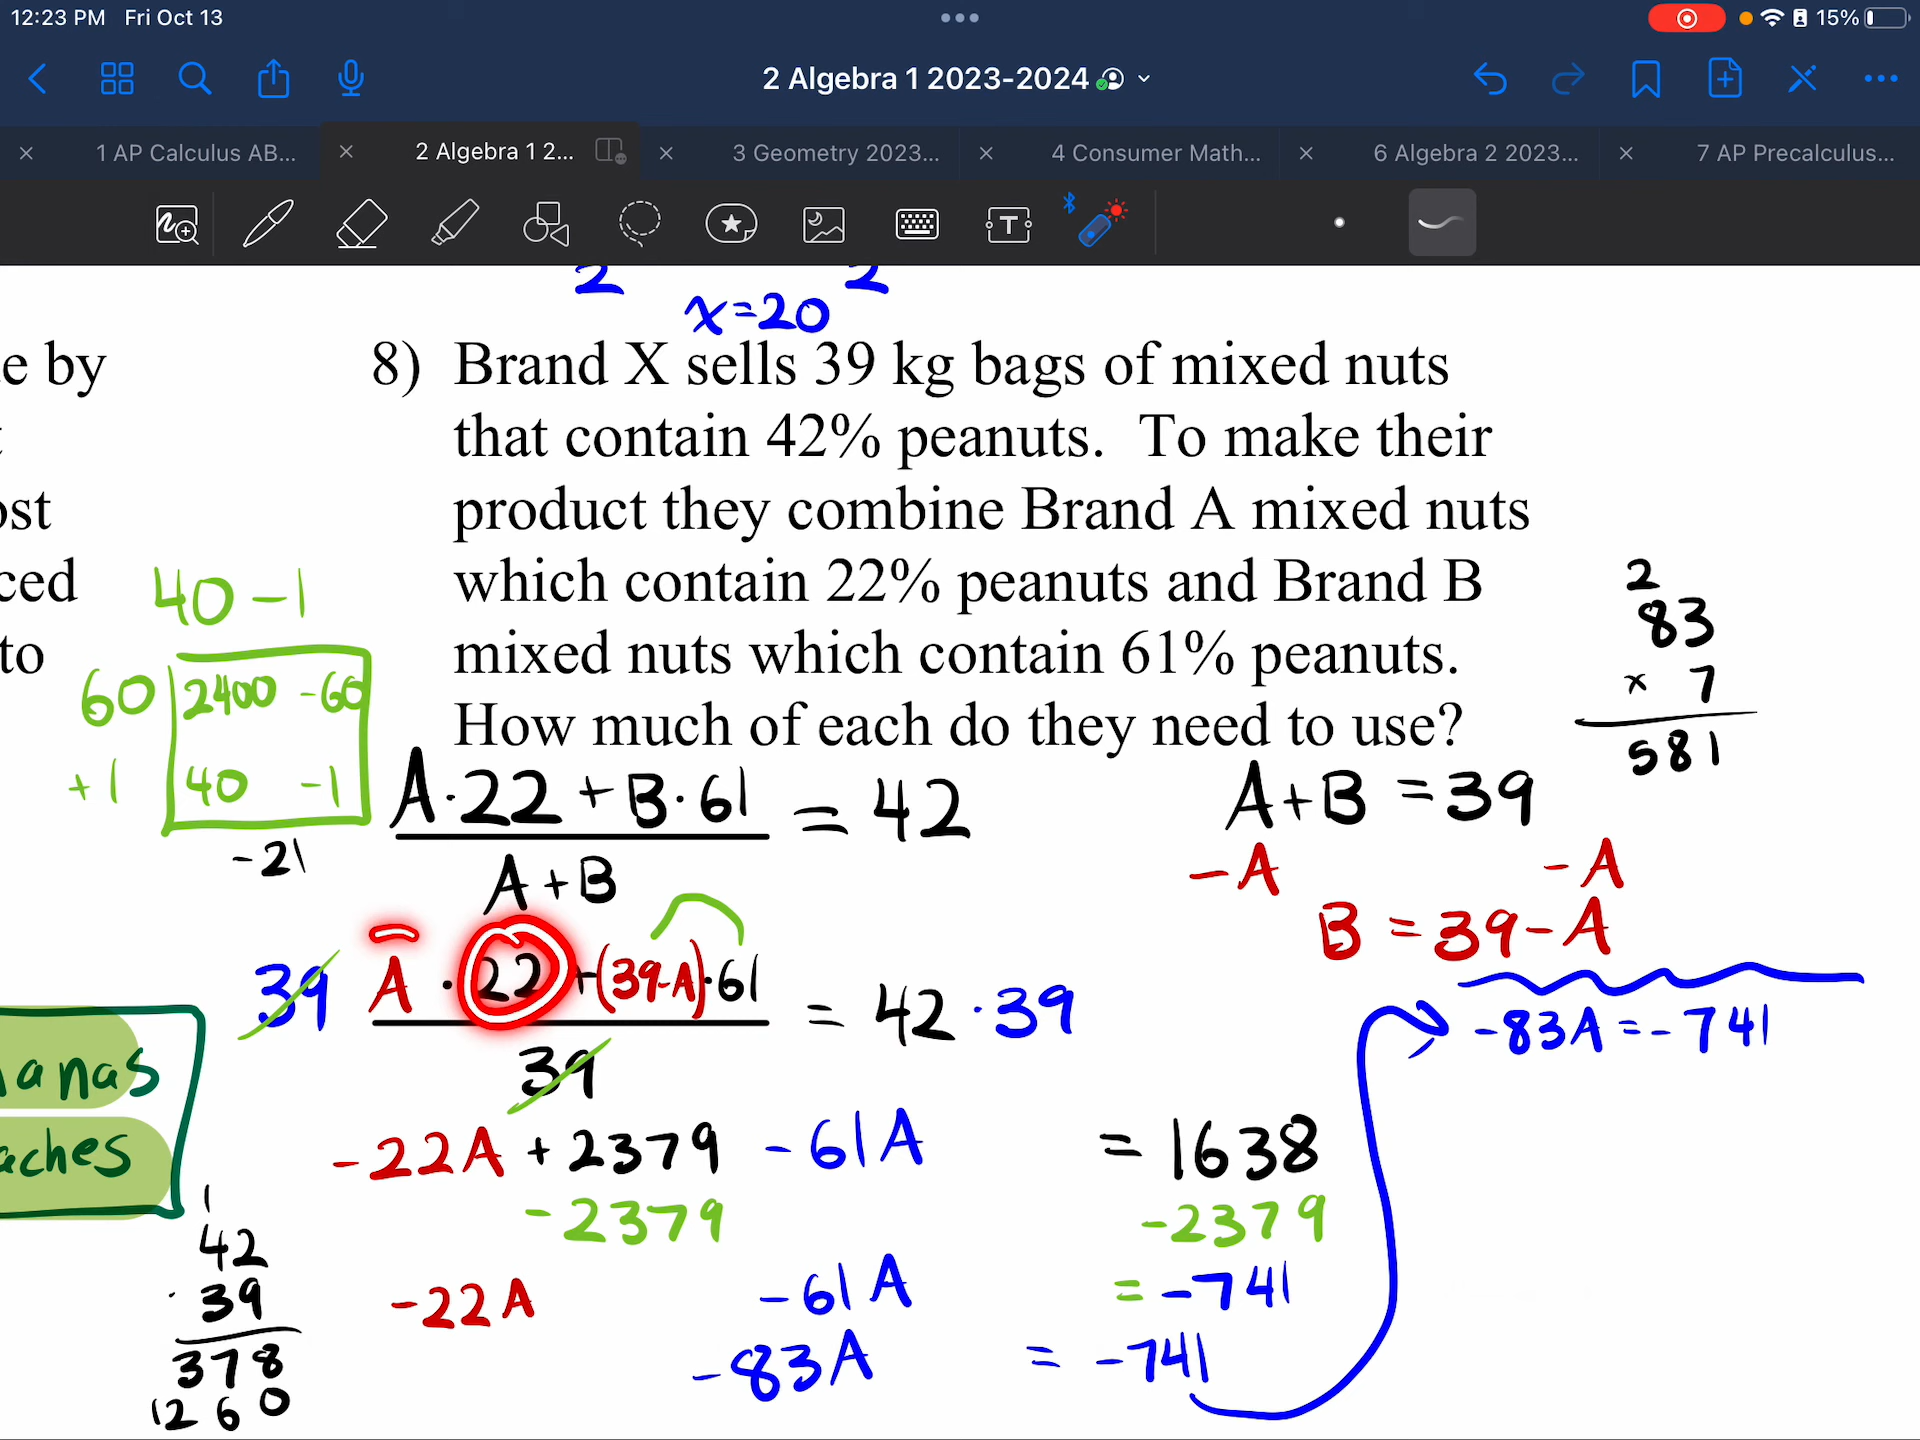 12:23 PM Fri Oct 13
15%
2 Algebra 1 2023-2024
1 AP Calculus AB...
2 Algebra 1 2...
3 Geometry 2023...
4 Consumer Math...
6 Algebra 2 2023...
7 AP Precalculus...
2 2
x=20
e by
ost
ced
to
8) Brand X sells 39 kg bags of mixed nuts
that contain 42% peanuts. To make their
product they combine Brand A mixed nuts
which contain 22% peanuts and Brand B
mixed nuts which contain 61% peanuts.
How much of each do they need to use?
40 -1
60 2400 -60
+1 40 -1
-21
2
83
x 7
581
A·22 + B·61 = 42
A+B
A+B = 39
-A -A
B = 39-A
39 A ·22 +(39-A)·61 = 42 ·39
39
-83A = -741
-22A + 2379 -61A = 1638
-2379 -2379
-22A -61A = -741
-83A = -741
anas
aches
1
42
· 39
378
1260